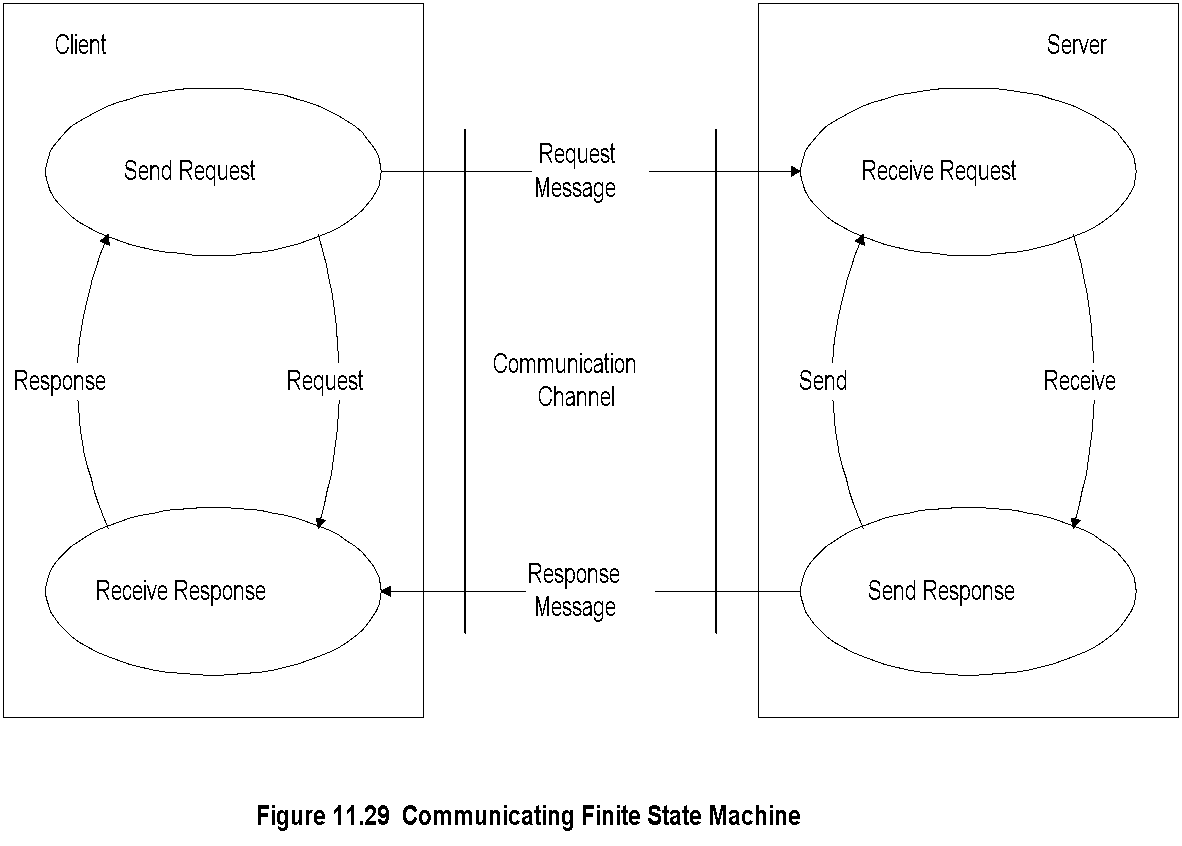 Client
Server
Send Request
Request
Message
Receive Request
Response
Request
Communication
Channel
Send
Receive
Receive Response
Response
Message
Send Response
Figure 11.29 Communicating Finite State Machine